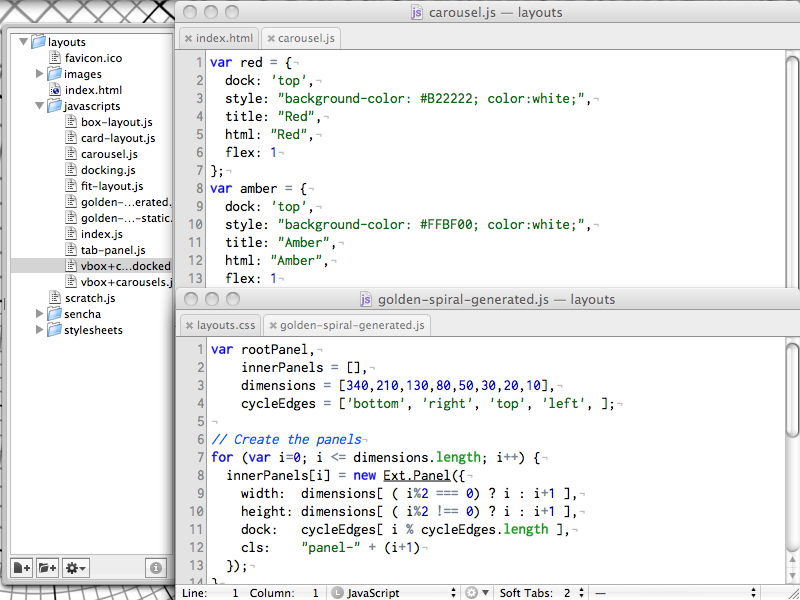 layouts
favicon.ico
images
index.html
javascripts
box-layout.js
card-layout.js
carousel.js
docking.js
fit-layout.js
golden-...erated.
golden-...-static.
index.js
tab-panel.js
vbox+c...docked
vbox+carousels.j
scratch.js
sencha
stylesheets
carousel.js — layouts
index.html carousel.js
1 var red = {¬
2 dock: 'top',¬
3 style: "background-color: #B22222; color:white;",¬
4 title: "Red",¬
5 html: "Red",¬
6 flex: 1¬
7 };¬
8 var amber = {¬
9 dock: 'top',¬
10 style: "background-color: #FFBF00; color:white;",¬
11 title: "Amber",¬
12 html: "Amber",¬
13 flex: 1¬
golden-spiral-generated.js — layouts
layouts.css golden-spiral-generated.js
1 var rootPanel,¬
2 innerPanels = [],¬
3 dimensions = [340,210,130,80,50,30,20,10],¬
4 cycleEdges = ['bottom', 'right', 'top', 'left', ];¬
5 ¬
6 // Create the panels¬
7 for (var i=0; i <= dimensions.length; i++) {¬
8 innerPanels[i] = new Ext.Panel({¬
9 width: dimensions[ ( i%2 === 0) ? i : i+1 ],¬
10 height: dimensions[ ( i%2 !== 0) ? i : i+1 ],¬
11 dock: cycleEdges[ i % cycleEdges.length ],¬
12 cls: "panel-" + (i+1)¬
13 });¬
Line: 1 Column: 1 L JavaScript Soft Tabs: 2 —